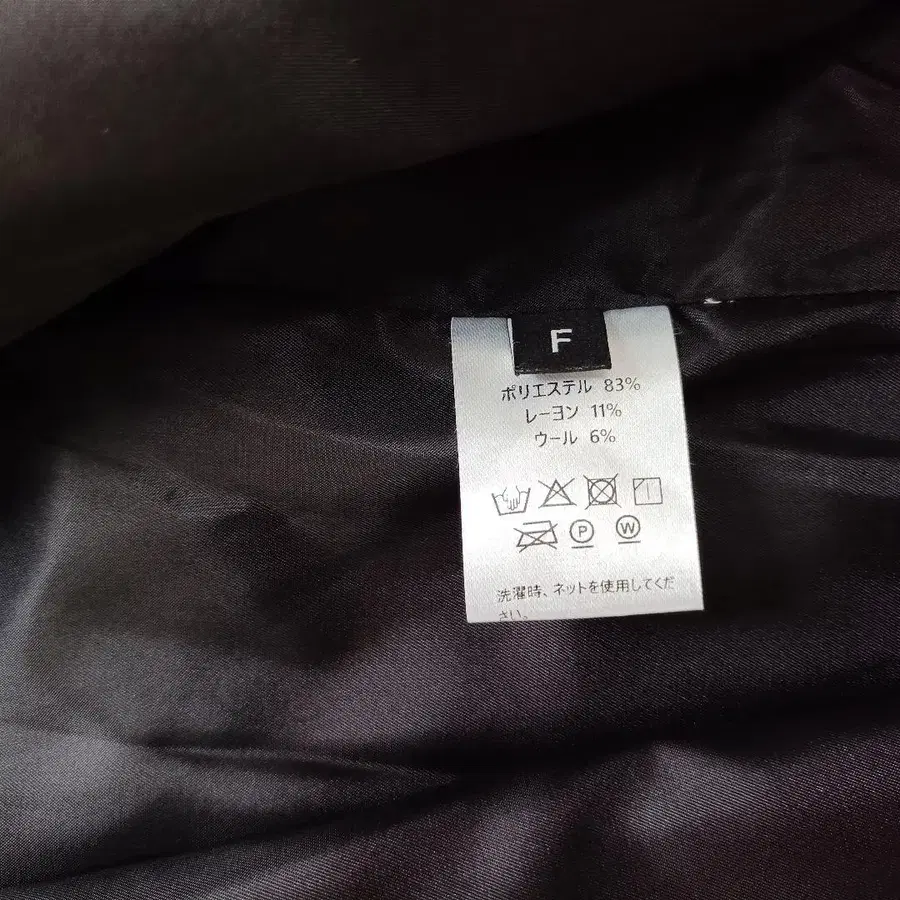 F
ポリエステル 83%
レーヨン 11%
ウール 6%
P W
洗濯時、ネットを使用してくだ
さい。